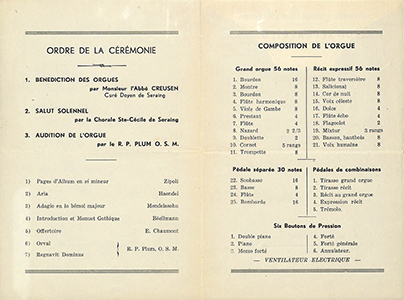 ORDRE DE LA CÉRÉMONIE
1. BENEDICTION DES ORGUES
par Monsieur l'Abbé CREUSEN
Curé Doyen de Seraing
2. SALUT SOLENNEL
par la Chorale Ste-Cécile de Seraing
3. AUDITION DE L'ORGUE
par le R. P. PLUM O. S. M.
1) Pages d'Album en si mineur Zipoli
2) Aria Haendel
3) Adagio en la bémol majeur Mendelssohn
4) Introduction et Menuet Gothique Boëllmann
5) Offertoire E. Chaumont
6) Orval
7) Regnavit Dominus
R. P. Plum, O. S. M.
COMPOSITION DE L'ORGUE
Grand orgue 56 notes
1. Bourdon 16
2. Montre 8
3. Bourdon 8
4. Flûte harmonique 8
5. Viole de Gambe 8
6. Prestant 4
7. Flûte 4
8. Nazard 2 2/3
9. Doublette 2
10. Cornet 5 rangs
11. Trompette 8
Récit expressif 56 notes
12. Flûte traversière 8
13. Salicional 8
14. Cor de nuit 8
15. Voix céleste 8
16. Dolce 4
17. Flûte écho 4
18. Flageolet 2
19. Mixtur 3 rangs
20. Basson, hautbois 8
21. Voix humaine 8
Pédale séparée 30 notes
22. Soubasse 16
23. Basse 8
24. Flûte 4
25. Bombarde 16
Pédales de combinaisons
1. Tirasse grand orgue
2. Tirasse récit
3. Récit au grand orgue
4. Expression récit
5. Trémolo.
Six Boutons de Pression
1. Double piano
2. Piano
3. Mezzo forté
4. Forté
5. Forté générale
6. Annulateur.
— VENTILATEUR ELECTRIQUE —